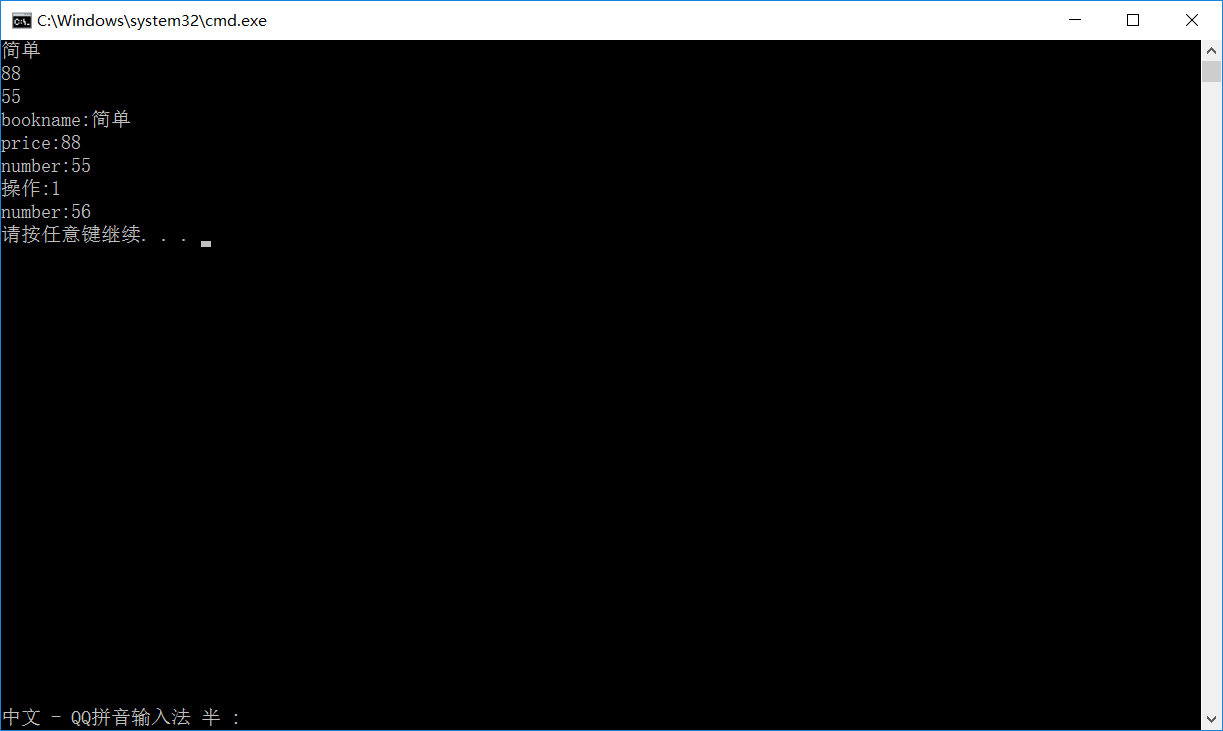 C:\Windows\system32\cmd.exe
简单
88
55
bookname:简单
price:88
number:55
操作:1
number:56
请按任意键继续. . .
中文 - QQ拼音输入法 半 :